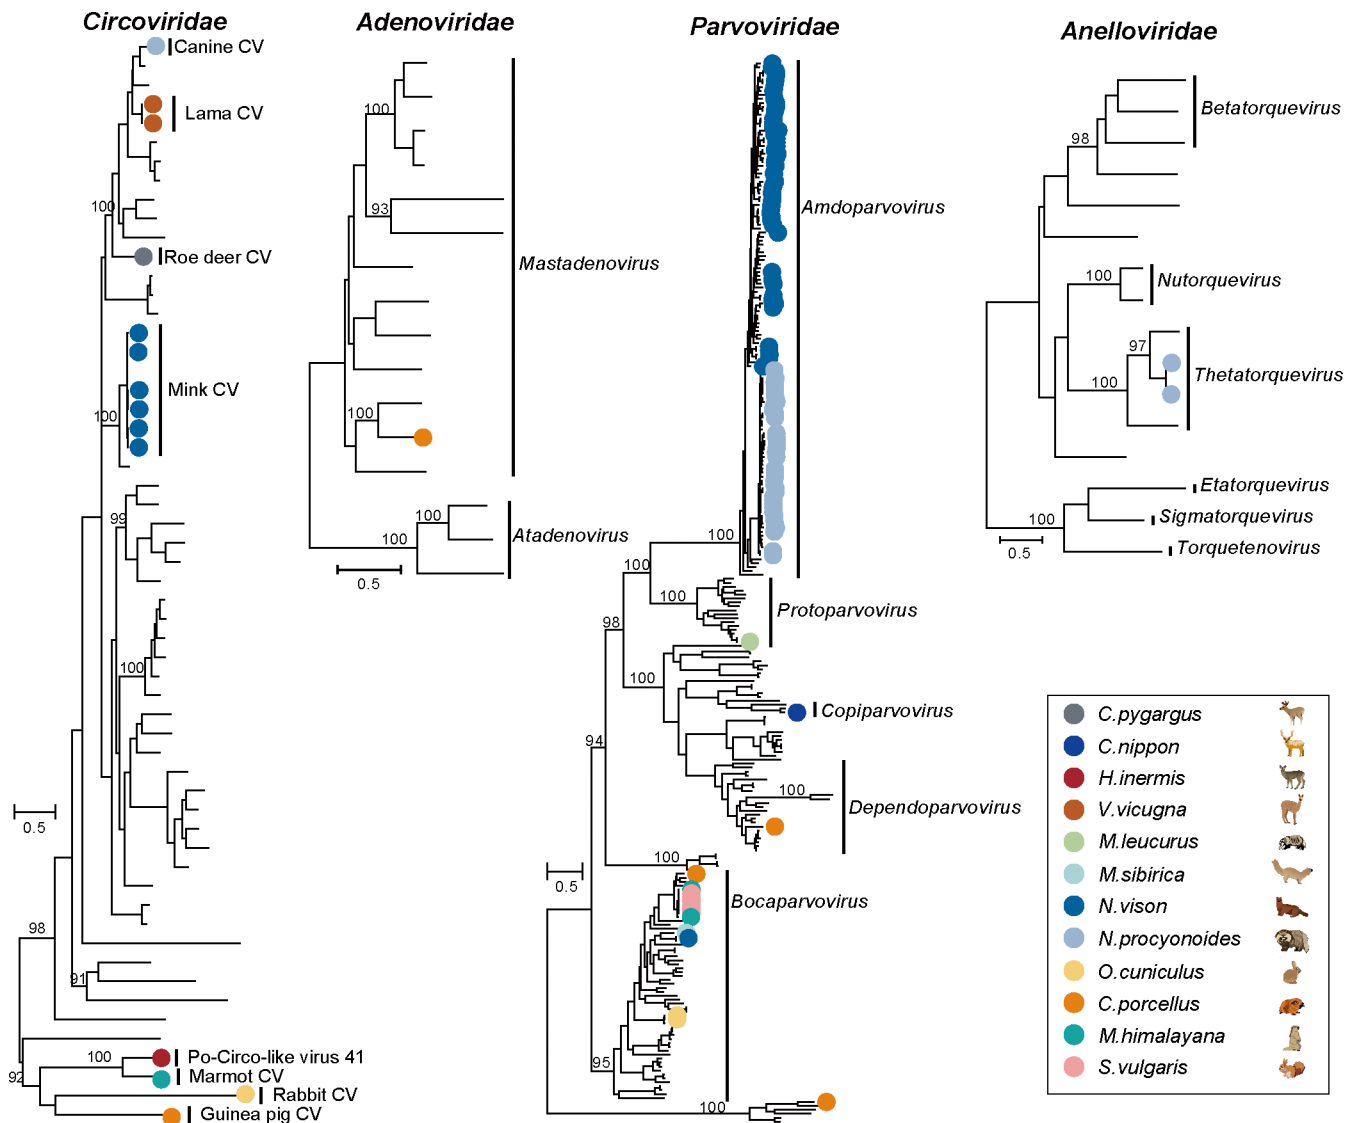 Circoviridae
Canine CV
Lama CV
100
Roe deer CV
Mink CV
100
99
100
0.5
98
91
100
Po-Circo-like virus 41
92
Marmot CV
Rabbit CV
Guinea pig CV
Adenoviridae
100
93
Mastadenovirus
100
100
100
Atadenovirus
0.5
Parvoviridae
Amdoparvovirus
100
100
100
Protoparvovirus
98
100
Copiparvovirus
94
100
Dependoparvovirus
100
0.5
Bocaparvovirus
95
100
Anelloviridae
Betatorquevirus
98
100
Nutorquevirus
97
Thetatorquevirus
100
Etatorquevirus
100
Sigmatorquevirus
0.5
Torquetenovirus
C.pygargus
C.nippon
H.inermis
V.vicugna
M.leucurus
M.sibirica
N.vison
N.procyonoides
O.cuniculus
C.porcellus
M.himalayana
S.vulgaris